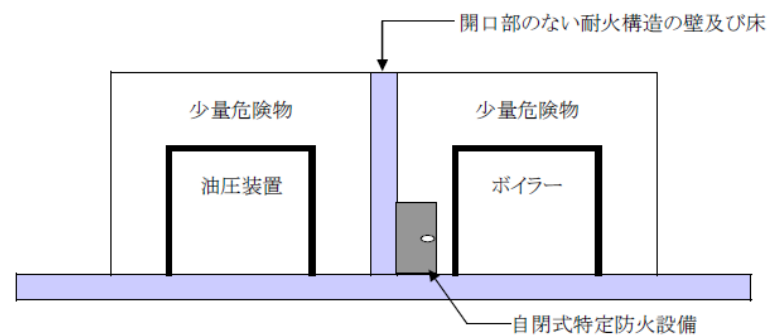 開口部のない耐火構造の壁及び床
少量危険物
少量危険物
油圧装置
ボイラー
自閉式特定防火設備